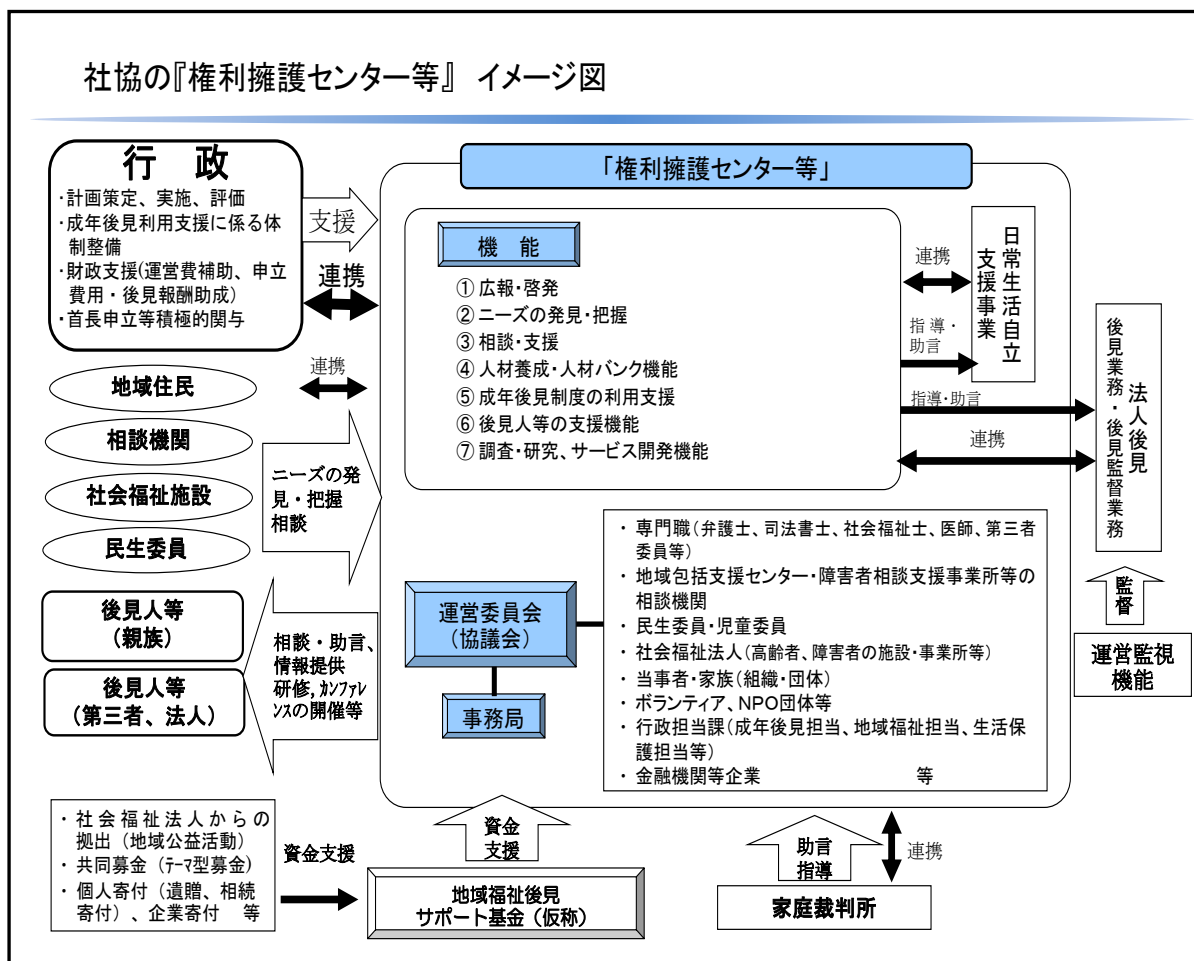 社協の『権利擁護センター等』 イメージ図
行　政
・計画策定、実施、評価
・成年後見利用支援に係る体
制整備
・財政支援(運営費補助、申立
費用・後見報酬助成)
・首長申立等積極的関与
支援
連携
連携
地域住民
相談機関
社会福祉施設
民生委員
ニーズの発
見・把握
相談
後見人等
(親族)
後見人等
(第三者、法人)
相談・助言、
情報提供
研修,カンファレ
ンスの開催等
「権利擁護センター等」
機　能
① 広報・啓発
② ニーズの発見・把握
③ 相談・支援
④ 人材養成・人材バンク機能
⑤ 成年後見制度の利用支援
⑥ 後見人等の支援機能
⑦ 調査・研究、サービス開発機能
連携
指導・
助言
日常生活自立
支援事業
指導・助言
連携
法人後見
後見業務・後見監督業務
監督
運営監視
機能
運営委員会
(協議会)
事務局
・ 専門職(弁護士、司法書士、社会福祉士、医師、第三者
委員等)
・ 地域包括支援センター・障害者相談支援事業所等の
相談機関
・ 民生委員・児童委員
・ 社会福祉法人(高齢者、障害者の施設・事業所等)
・ 当事者・家族(組織・団体)
・ ボランティア、NPO団体等
・ 行政担当課(成年後見担当、地域福祉担当、生活保
護担当等)
・ 金融機関等企業　　　　　　　　等
・ 社会福祉法人からの
拠出（地域公益活動）
・ 共同募金（テーマ型募金）
・ 個人寄付（遺贈、相続
寄付）、企業寄付　等
資金支援
資金
支援
地域福祉後見
サポート基金（仮称）
助言
指導
連携
家庭裁判所